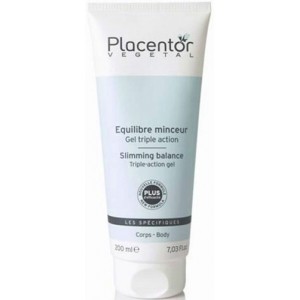 Placentor
VEGETAL
Equilibre minceur
Gel triple action
Slimming balance
Triple-action gel
PLUS
LES SPÉCIFIQUES
Corps - Body
200 ml e 7,03 fl.oz